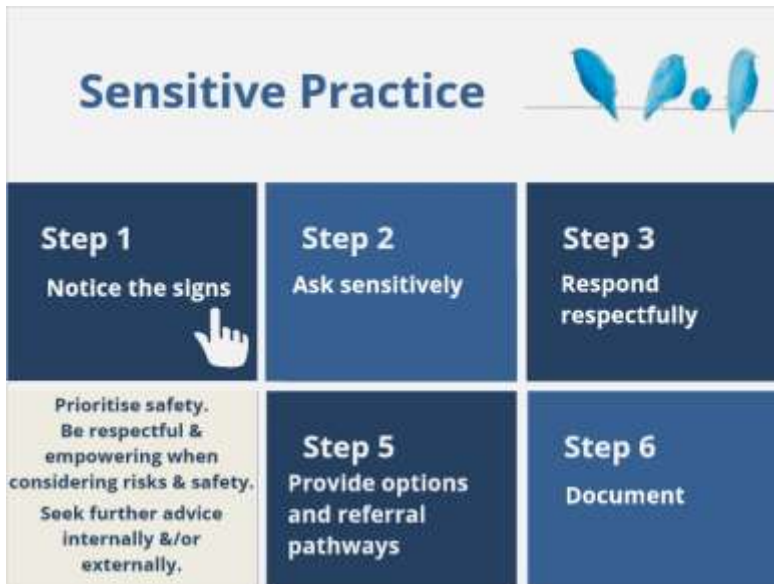 Sensitive Practice
Step 1
Notice the signs
Step 2
Ask sensitively
Step 3
Respond
respectfully
Prioritise safety.
Be respectful &
empowering when
considering risks & safety.
Seek further advice
internally &/or
externally.
Step 5
Provide options
and referral
pathways
Step 6
Document